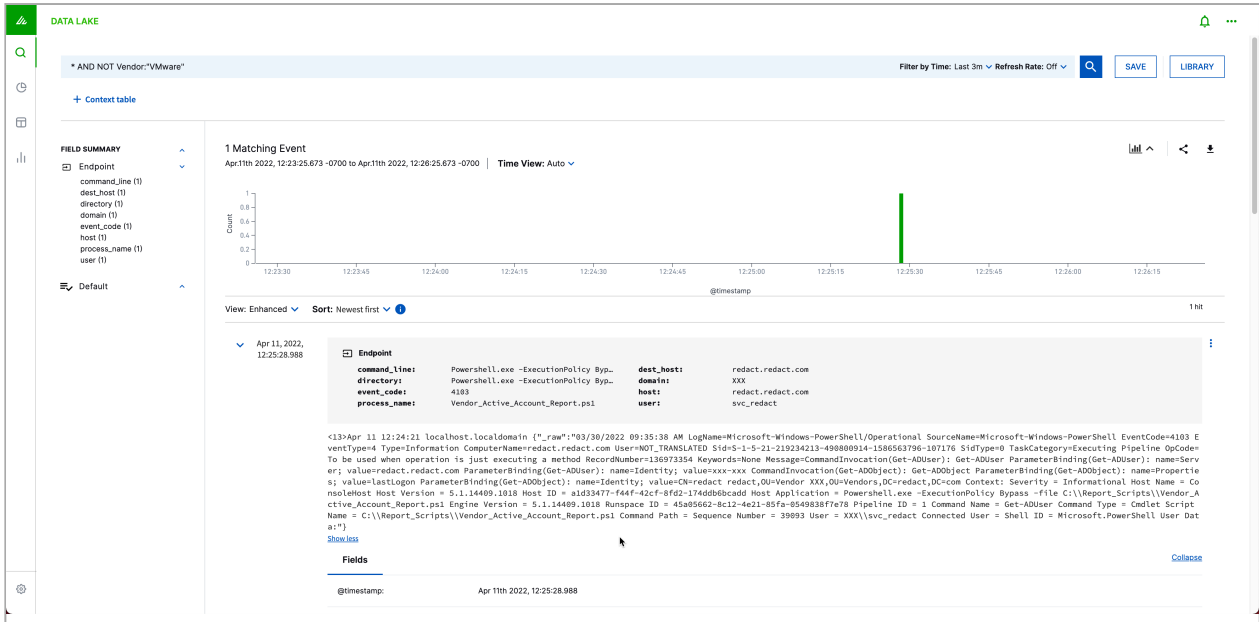 DATA LAKE
* AND NOT Vendor:"VMware"
Filter by Time: Last 3m Refresh Rate: Off
SAVE
LIBRARY
+ Context table
FIELD SUMMARY
Endpoint
command_line (1)
dest_host (1)
directory (1)
domain (1)
event_code (1)
host (1)
process_name (1)
user (1)
Default
1 Matching Event
Apr.11th 2022, 12:23:25.673 -0700 to Apr.11th 2022, 12:26:25.673 -0700 | Time View: Auto
1
0.8
0.6
0.4
0.2
0
Count
12:23:30 12:23:45 12:24:00 12:24:15 12:24:30 12:24:45 12:25:00 12:25:15 12:25:30 12:25:45 12:26:00 12:26:15
@timestamp
View: Enhanced Sort: Newest first
1 hit
Apr 11, 2022,
12:25:28.988
Endpoint
command_line: Powershell.exe -ExecutionPolicy Byp… dest_host: redact.redact.com
directory: Powershell.exe -ExecutionPolicy Byp… domain: XXX
event_code: 4103 host: redact.redact.com
process_name: Vendor_Active_Account_Report.ps1 user: svc_redact
<13>Apr 11 12:24:21 localhost.localdomain {"_raw":"03/30/2022 09:35:38 AM LogName=Microsoft-Windows-PowerShell/Operational SourceName=Microsoft-Windows-PowerShell EventCode=4103 E
ventType=4 Type=Information ComputerName=redact.redact.com User=NOT_TRANSLATED Sid=S-1-5-21-219234213-490800914-1586563796-107176 SidType=0 TaskCategory=Executing Pipeline OpCode=
To be used when operation is just executing a method RecordNumber=136973354 Keywords=None Message=CommandInvocation(Get-ADUser): Get-ADUser ParameterBinding(Get-ADUser): name=Serv
er; value=redact.redact.com ParameterBinding(Get-ADUser): name=Identity; value=xxx-xxx CommandInvocation(Get-ADObject): Get-ADObject ParameterBinding(Get-ADObject): name=Propertie
s; value=lastLogon ParameterBinding(Get-ADObject): name=Identity; value=CN=redact redact,OU=Vendor XXX,OU=Vendors,DC=redact,DC=com Context: Severity = Informational Host Name = Co
nsoleHost Host Version = 5.1.14409.1018 Host ID = a1d33477-f44f-42cf-8fd2-174ddb6bcadd Host Application = Powershell.exe -ExecutionPolicy Bypass -file C:\\Report_Scripts\\Vendor_A
ctive_Account_Report.ps1 Engine Version = 5.1.14409.1018 Runspace ID = 45a05662-8c12-4e21-85fa-0549838f7e78 Pipeline ID = 1 Command Name = Get-ADUser Command Type = Cmdlet Script
Name = C:\\Report_Scripts\\Vendor_Active_Account_Report.ps1 Command Path = Sequence Number = 39093 User = XXX\\svc_redact Connected User = Shell ID = Microsoft.PowerShell User Dat
a:"}
Show less
Fields
Collapse
@timestamp: Apr 11th 2022, 12:25:28.988